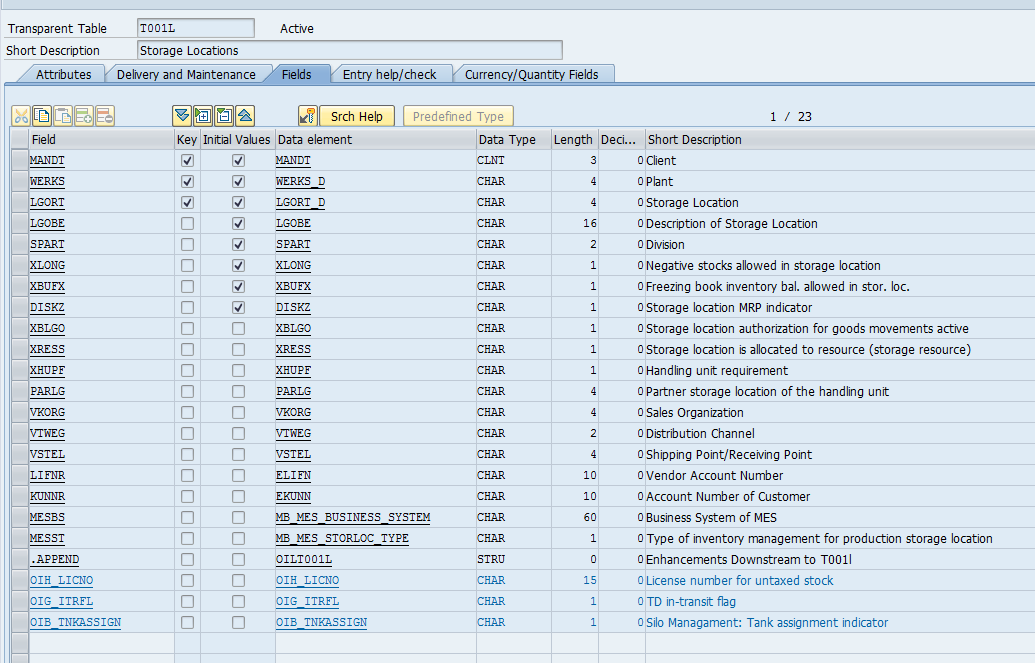 Transparent Table T001L Active
Short Description Storage Locations
Attributes Delivery and Maintenance Fields Entry help/check Currency/Quantity Fields
Srch Help Predefined Type 1 / 23
Field Key Initial Values Data element Data Type Length Deci... Short Description
MANDT MANDT CLNT 3 0 Client
WERKS WERKS_D CHAR 4 0 Plant
LGORT LGORT_D CHAR 4 0 Storage Location
LGOBE LGOBE CHAR 16 0 Description of Storage Location
SPART SPART CHAR 2 0 Division
XLONG XLONG CHAR 1 0 Negative stocks allowed in storage location
XBUFX XBUFX CHAR 1 0 Freezing book inventory bal. allowed in stor. loc.
DISKZ DISKZ CHAR 1 0 Storage location MRP indicator
XBLGO XBLGO CHAR 1 0 Storage location authorization for goods movements active
XRESS XRESS CHAR 1 0 Storage location is allocated to resource (storage resource)
XHUPF XHUPF CHAR 1 0 Handling unit requirement
PARLG PARLG CHAR 4 0 Partner storage location of the handling unit
VKORG VKORG CHAR 4 0 Sales Organization
VTWEG VTWEG CHAR 2 0 Distribution Channel
VSTEL VSTEL CHAR 4 0 Shipping Point/Receiving Point
LIFNR ELIFN CHAR 10 0 Vendor Account Number
KUNNR EKUNN CHAR 10 0 Account Number of Customer
MESBS MB_MES_BUSINESS_SYSTEM CHAR 60 0 Business System of MES
MESST MB_MES_STORLOC_TYPE CHAR 1 0 Type of inventory management for production storage location
.APPEND OILT001L STRU 0 0 Enhancements Downstream to T001l
OIH_LICNO OIH_LICNO CHAR 15 0 License number for untaxed stock
OIG_ITRFL OIG_ITRFL CHAR 1 0 TD in-transit flag
OIB_TNKASSIGN OIB_TNKASSIGN CHAR 1 0 Silo Managament: Tank assignment indicator